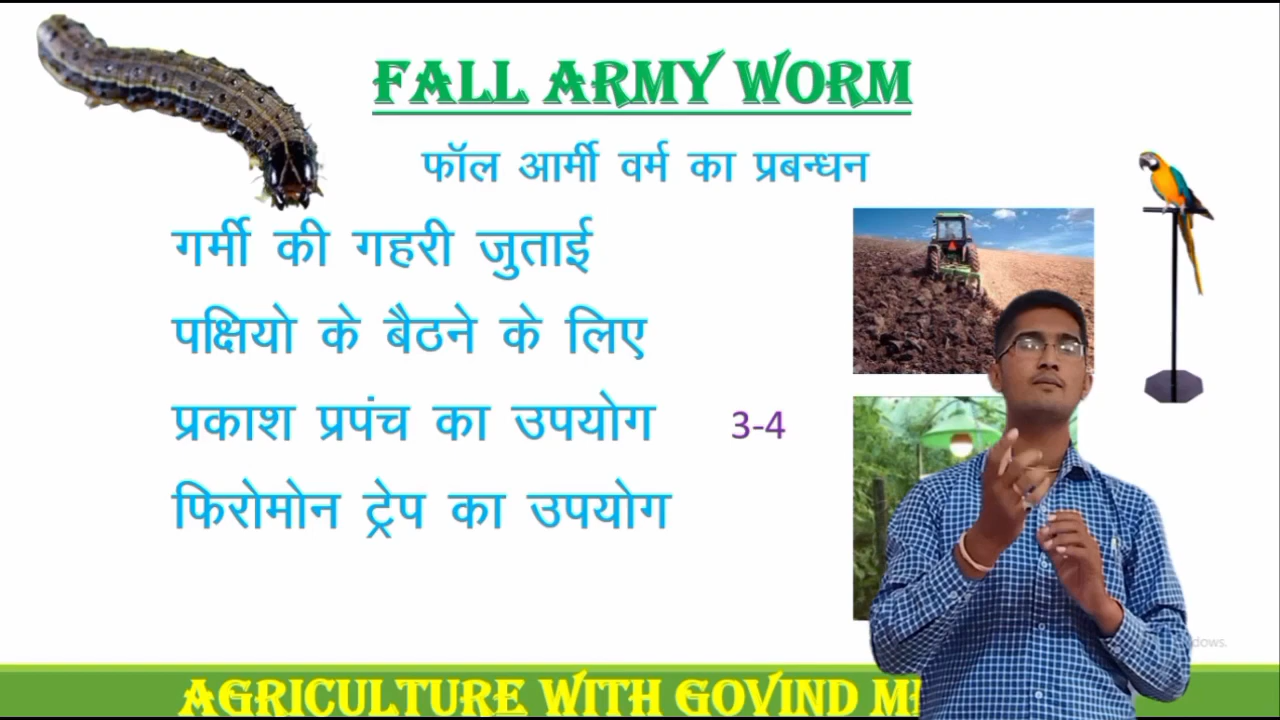 FALL ARMY WORM
फॉल आर्मी वर्म का प्रबन्धन
गर्मी की गहरी जुताई
पक्षियो के बैठने के लिए
प्रकाश प्रपंच का उपयोग 3-4
फिरोमोन ट्रेप का उपयोग
AGRICULTURE WITH GOVIND